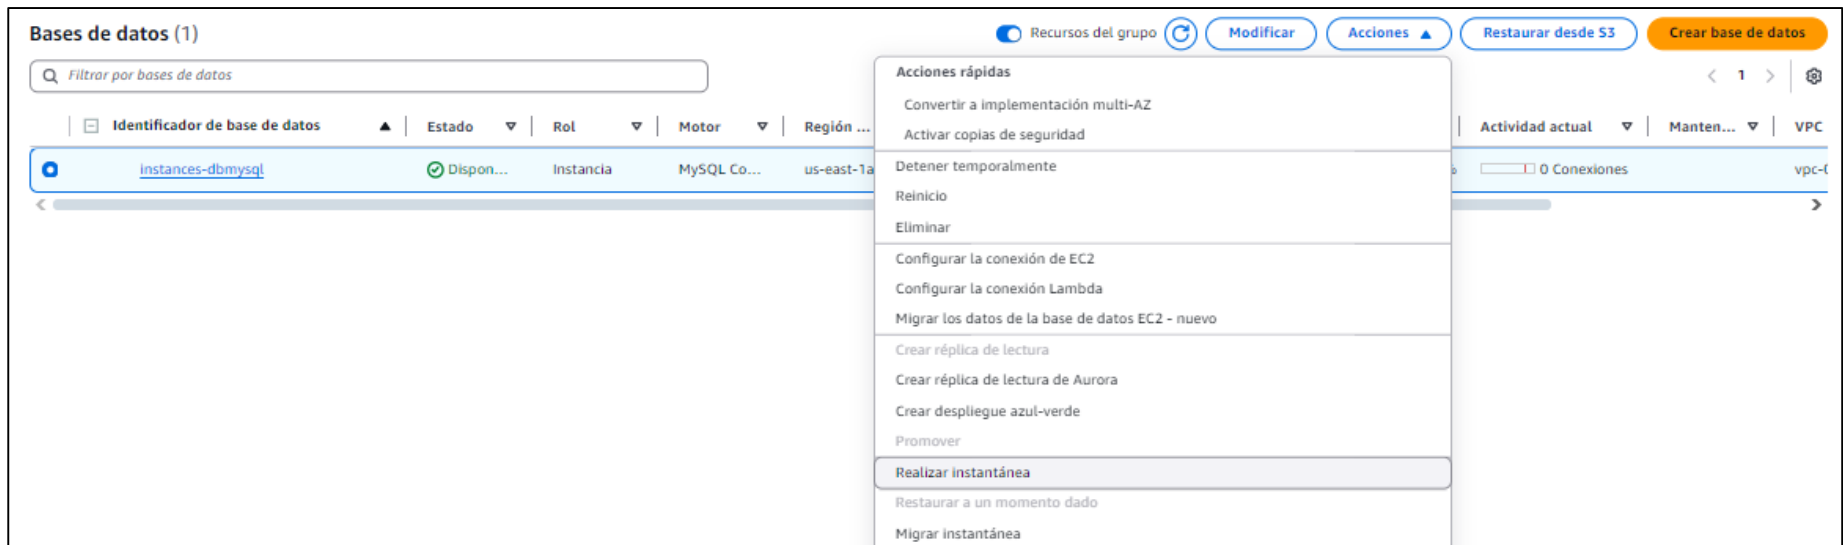 Bases de datos (1)
Recursos del grupo
Modificar
Acciones
Restaurar desde S3
Crear base de datos
Filtrar por bases de datos
1
Identificador de base de datos
Estado
Rol
Motor
Región ...
Actividad actual
Manten...
VPC
instances-dbmysql
Dispon...
Instancia
MySQL Co...
us-east-1a
0 Conexiones
Acciones rápidas
Convertir a implementación multi-AZ
Activar copias de seguridad
Detener temporalmente
Reinicio
Eliminar
Configurar la conexión de EC2
Configurar la conexión Lambda
Migrar los datos de la base de datos EC2 - nuevo
Crear réplica de lectura
Crear réplica de lectura de Aurora
Crear despliegue azul-verde
Promover
Realizar instantánea
Restaurar a un momento dado
Migrar instantánea